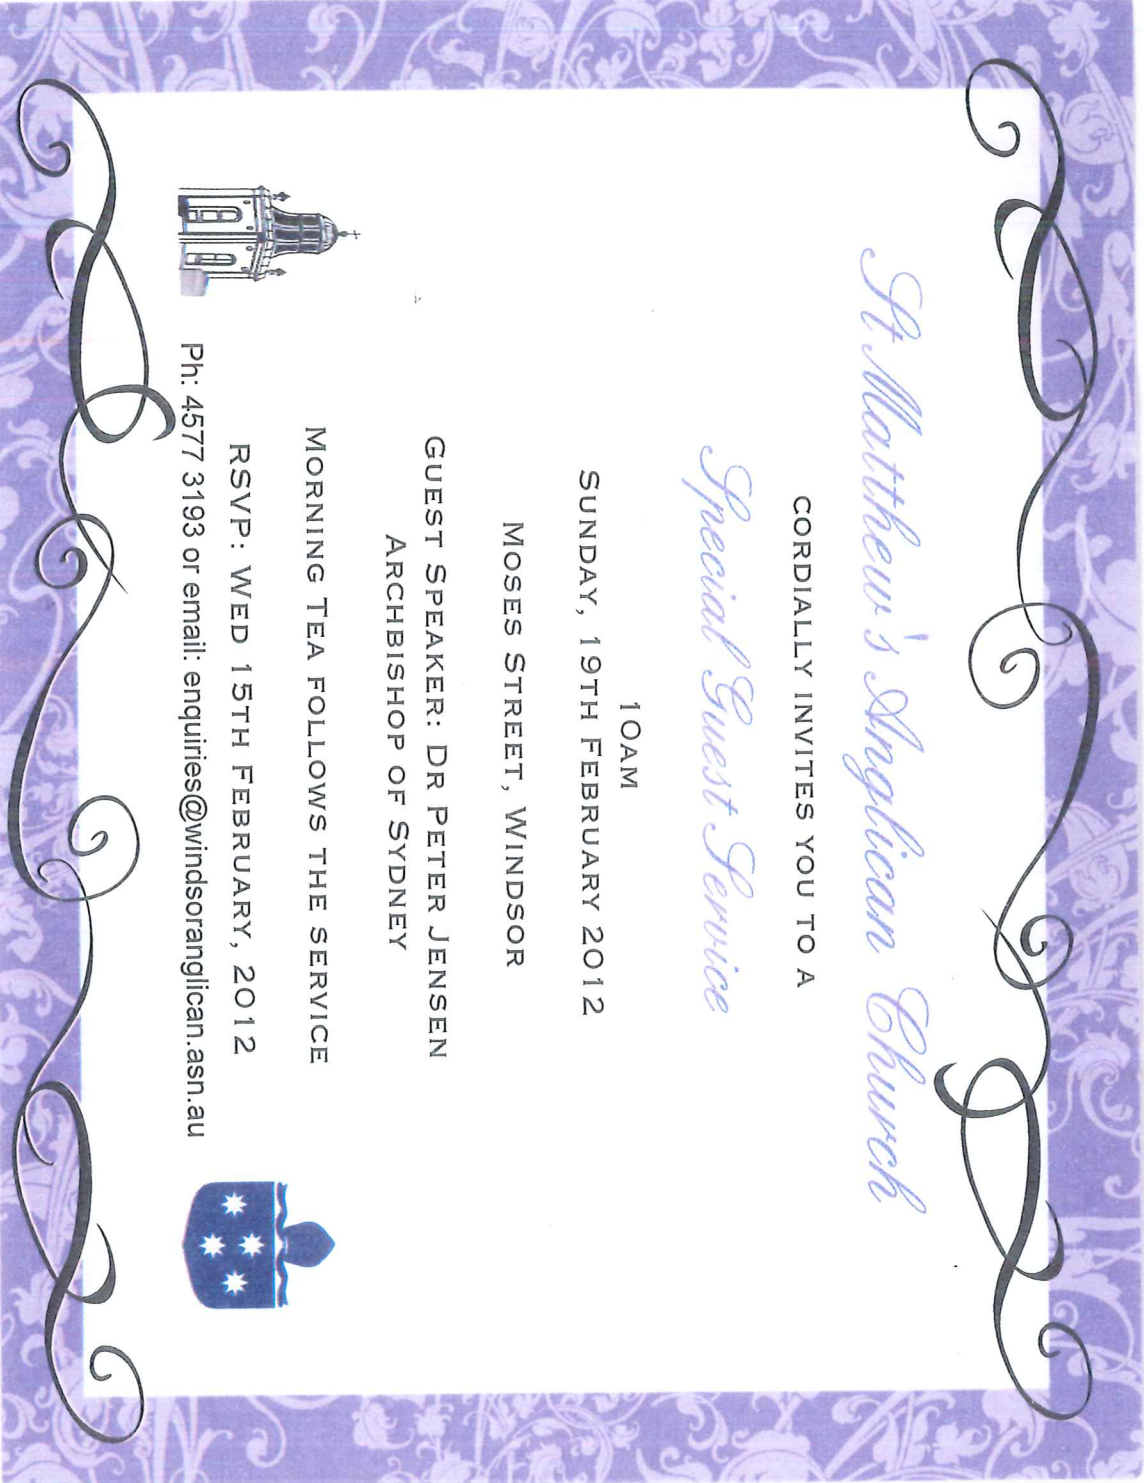 St Matthew's Anglican Church
CORDIALLY INVITES YOU TO A
Special Guest Service
10AM
SUNDAY, 19TH FEBRUARY 2012
MOSES STREET, WINDSOR
GUEST SPEAKER: DR PETER JENSEN
ARCHBISHOP OF SYDNEY
MORNING TEA FOLLOWS THE SERVICE
RSVP: WED 15TH FEBRUARY, 2012
Ph: 4577 3193 or email: enquiries@windsoranglican.asn.au